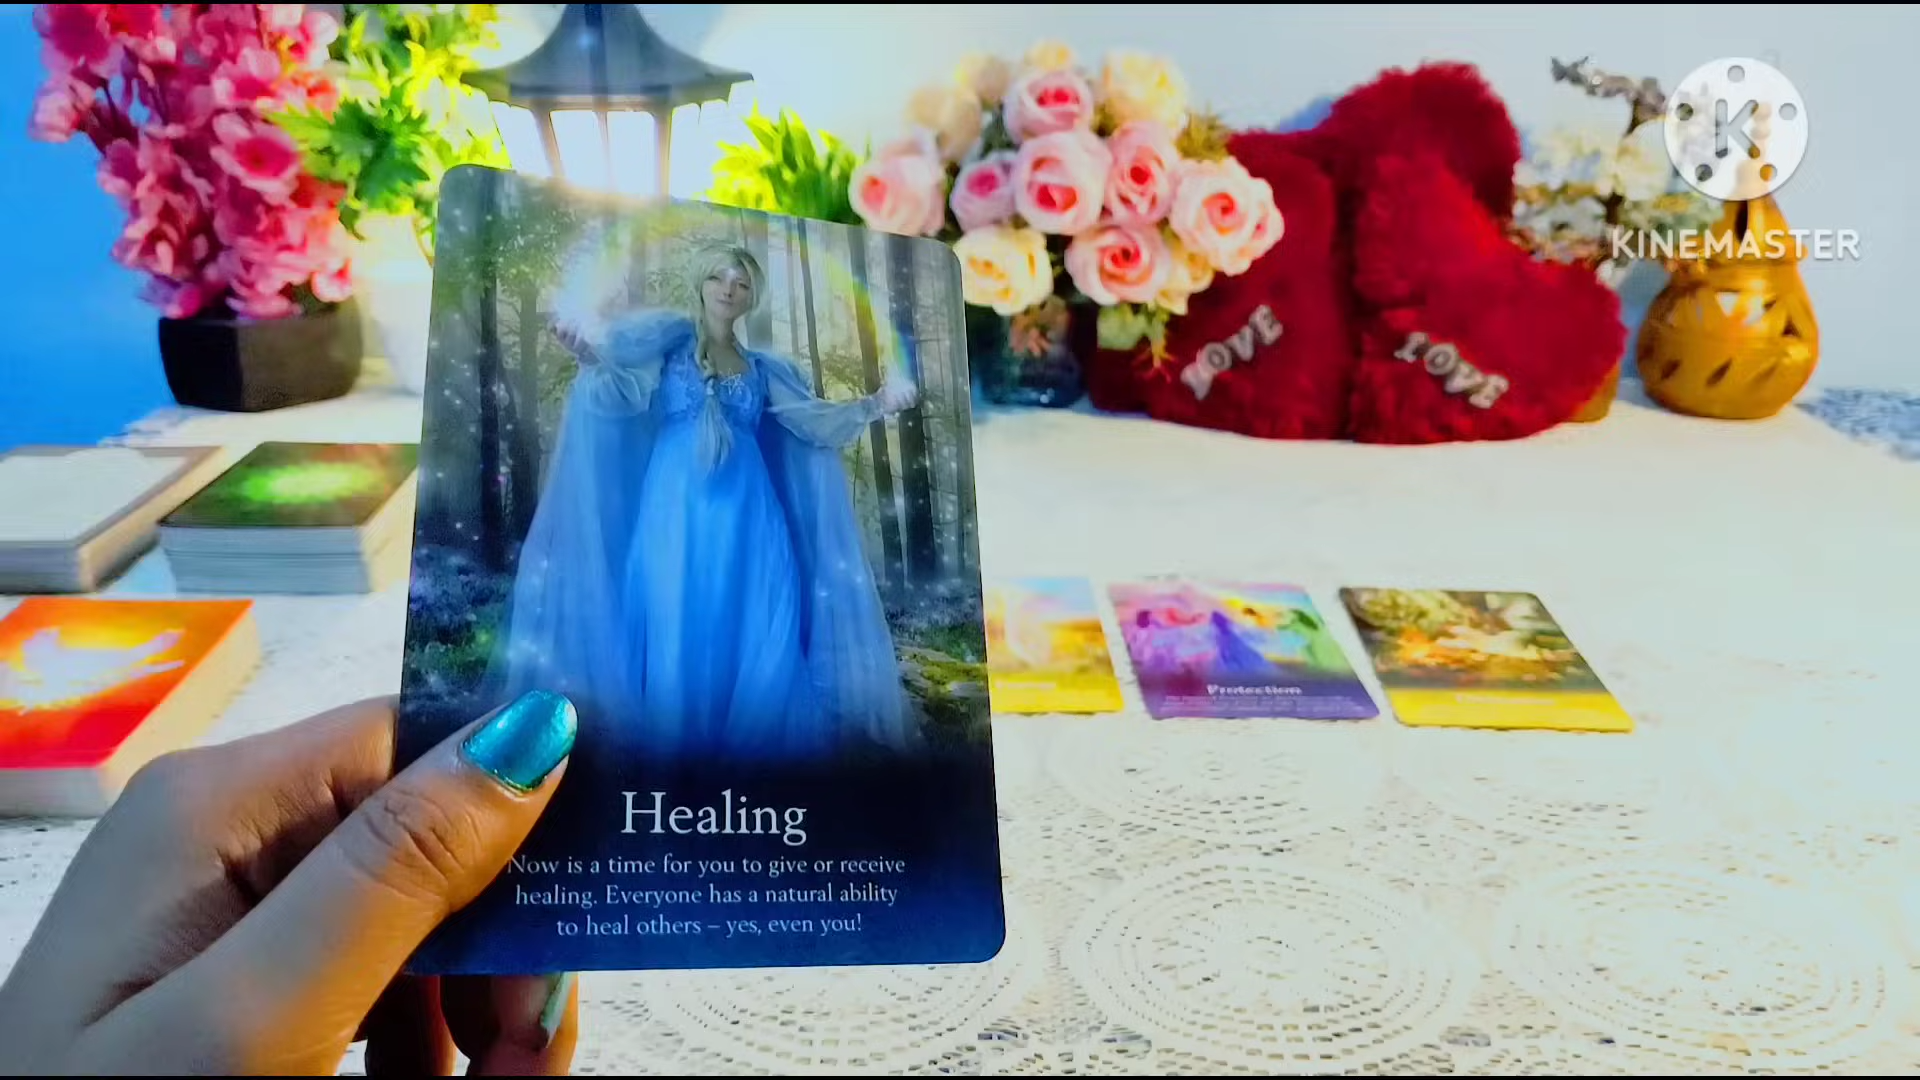 K
KINEMASTER
LOVE
LOVE
Protection
Healing
Now is a time for you to give or receive
healing. Everyone has a natural ability
to heal others – yes, even you!